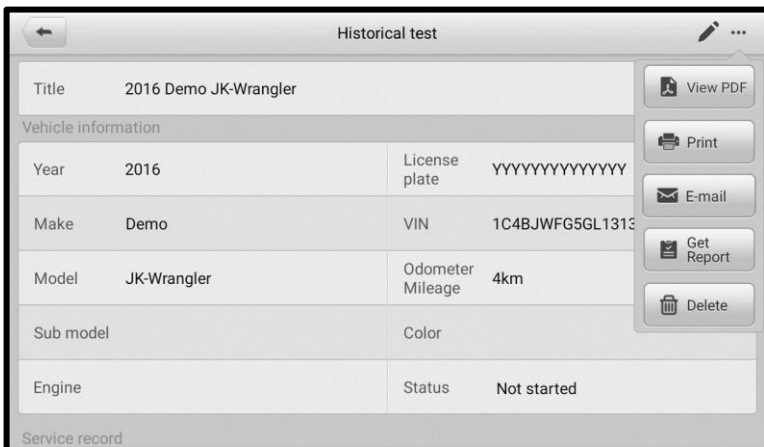 Historical test
Title 2016 Demo JK-Wrangler
Vehicle information
Year 2016
License
plate YYYYYYYYYYYYYY
Make Demo
VIN 1C4BJWFG5GL1313
Model JK-Wrangler
Odometer
Mileage 4km
Sub model
Color
Engine
Status Not started
Service record
View PDF
Print
E-mail
Get
Report
Delete